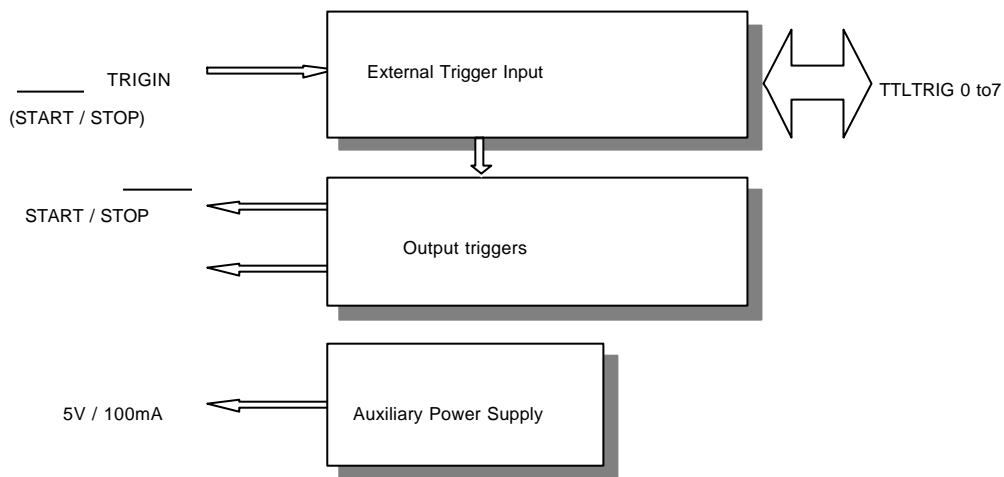 External Trigger Input
TRIGIN
TTLTRIG 0 to7
(START / STOP)
START / STOP
Output triggers
5V / 100mA
Auxiliary Power Supply